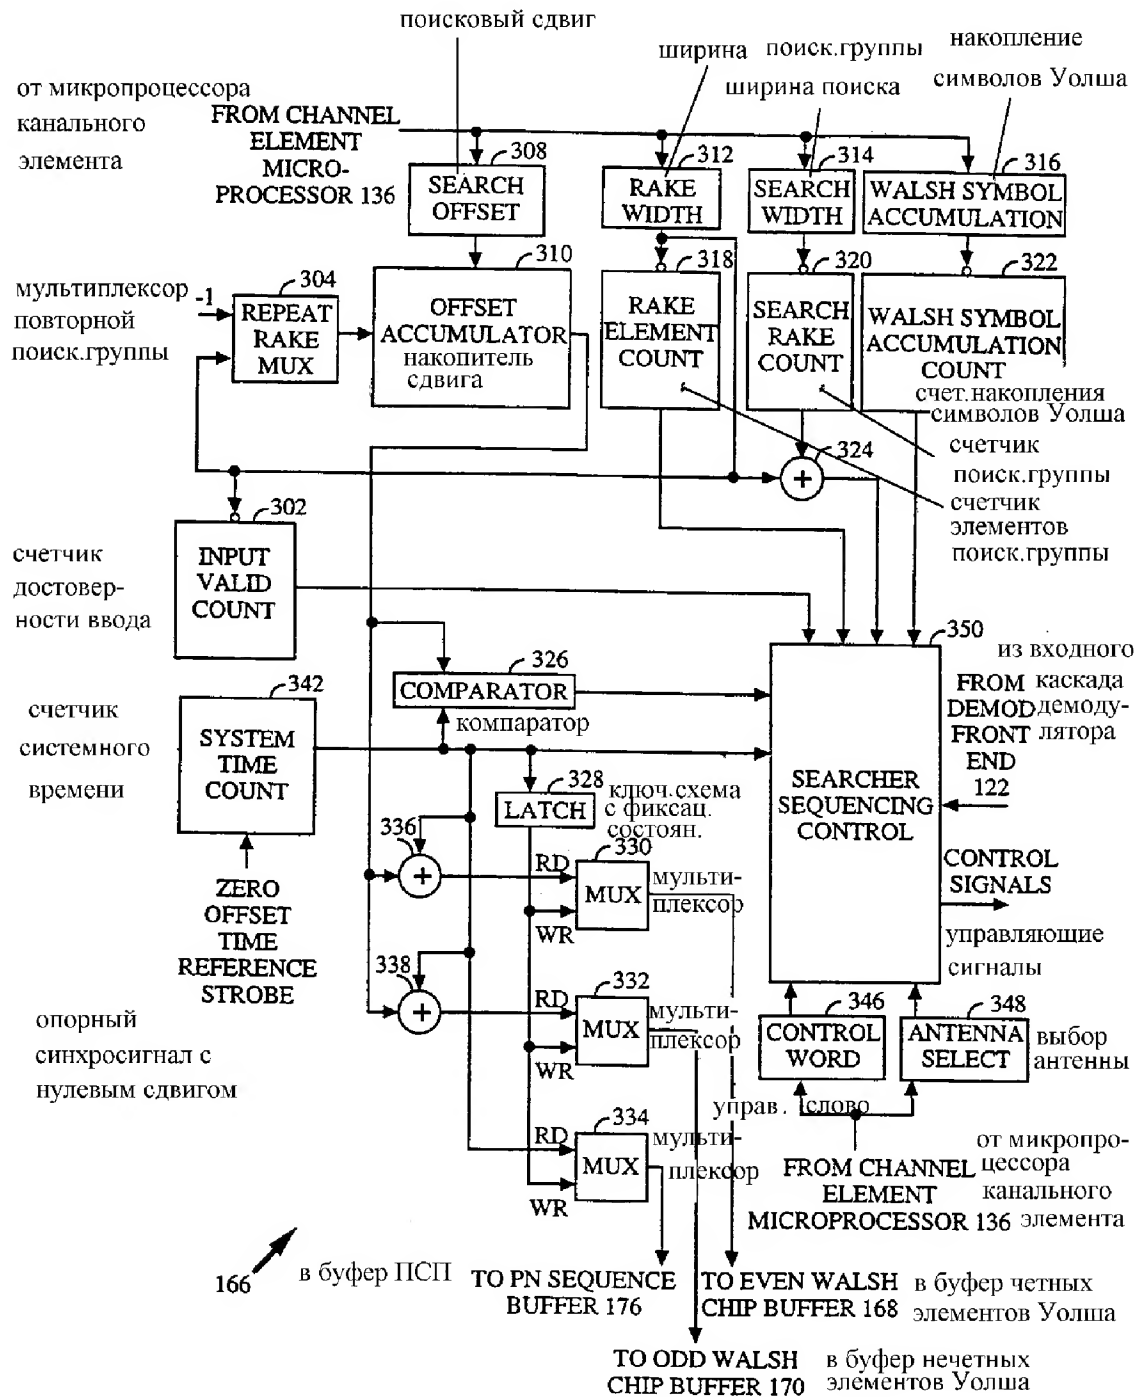 поисковый сдвиг
ширина поиск.группы
накопление
символов Уолша
ширина поиска
от микропроцессора
канального
элемента
FROM CHANNEL
ELEMENT
MICRO-
PROCESSOR 136
308
SEARCH
OFFSET
312
RAKE
WIDTH
314
SEARCH
WIDTH
316
WALSH SYMBOL
ACCUMULATION
мультиплексор
повторной
поиск.группы
-1
304
REPEAT
RAKE
MUX
310
OFFSET
ACCUMULATOR
накопитель
сдвига
318
RAKE
ELEMENT
COUNT
320
SEARCH
RAKE
COUNT
322
WALSH SYMBOL
ACCUMULATION
COUNT
счет.накопления
символов Уолша
324
+
счетчик
поиск.группы
счетчик
элементов
поиск.группы
302
INPUT
VALID
COUNT
счетчик
достовер-
ности ввода
350
из входного
каскада
демоду-
лятора
FROM
DEMOD
FRONT
END
122
326
COMPARATOR
компаратор
342
SYSTEM
TIME
COUNT
счетчик
системного
времени
SEARCHER
SEQUENCING
CONTROL
328
LATCH
ключ.схема
с фиксац.
состоян.
336
+
RD
330
MUX
WR
мульти-
плексор
CONTROL
SIGNALS
управляющие
сигналы
ZERO
OFFSET
TIME
REFERENCE
STROBE
опорный
синхросигнал с
нулевым сдвигом
338
+
RD
332
MUX
WR
мульти-
плексор
346
CONTROL
WORD
348
ANTENNA
SELECT
выбор
антенны
управ. слово
RD
334
MUX
WR
мульти-
плексор
FROM CHANNEL
ELEMENT
MICROPROCESSOR 136
от микропро-
цессора
канального
элемента
166
в буфер ПСП
TO PN SEQUENCE
BUFFER 176
TO EVEN WALSH
CHIP BUFFER 168
в буфер четных
элементов Уолша
TO ODD WALSH
CHIP BUFFER 170
в буфер нечетных
элементов Уолша